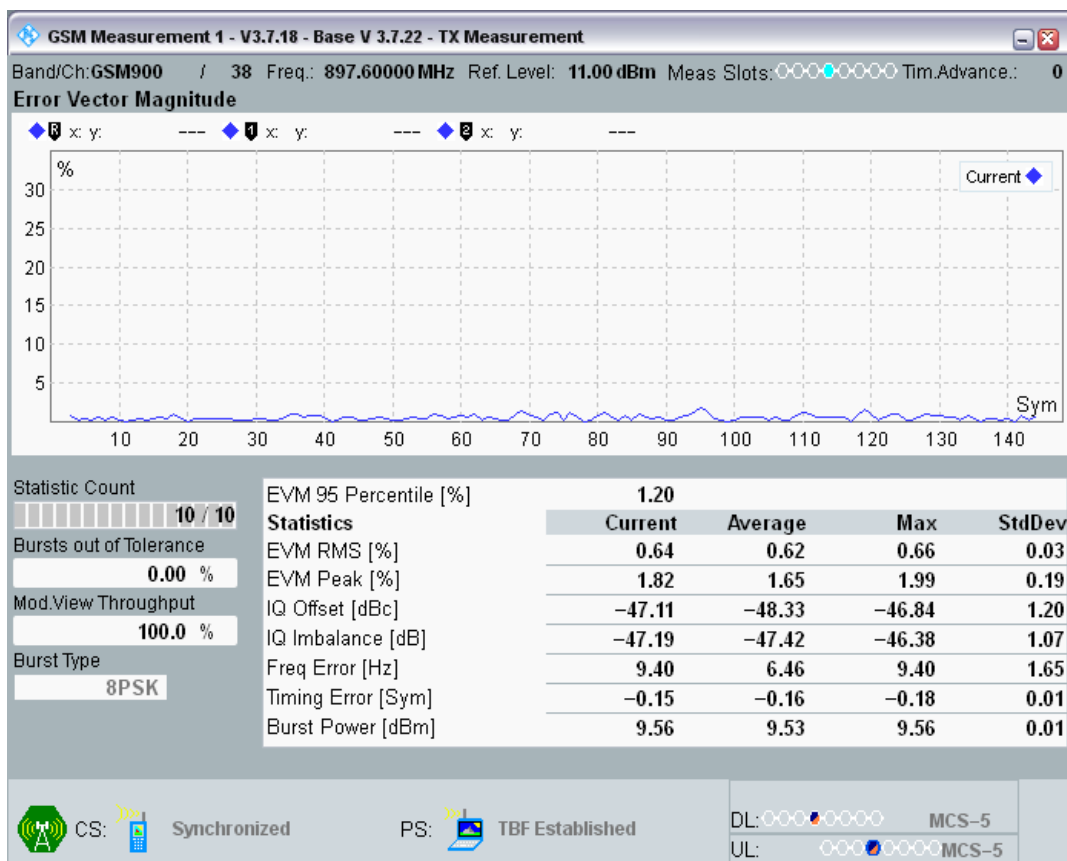 GSM Measurement 1 - V3.7.18 - Base V 3.7.22 - TX Measurement
Band/Ch:GSM900 / 38 Freq.: 897.60000 MHz Ref. Level: 11.00 dBm Meas Slots: Tim.Advance.: 0
Error Vector Magnitude
R x: y: --- 1 x: y: --- 2 x: y: ---
%
Current
30
25
20
15
10
5
Sym
10 20 30 40 50 60 70 80 90 100 110 120 130 140
Statistic Count
10 / 10
Bursts out of Tolerance
0.00 %
Mod.View Throughput
100.0 %
Burst Type
8PSK
EVM 95 Percentile [%] 1.20
Statistics Current Average Max StdDev
EVM RMS [%] 0.64 0.62 0.66 0.03
EVM Peak [%] 1.82 1.65 1.99 0.19
IQ Offset [dBc] −47.11 −48.33 −46.84 1.20
IQ Imbalance [dB] −47.19 −47.42 −46.38 1.07
Freq Error [Hz] 9.40 6.46 9.40 1.65
Timing Error [Sym] −0.15 −0.16 −0.18 0.01
Burst Power [dBm] 9.56 9.53 9.56 0.01
CS: Synchronized PS: TBF Established
DL: MCS−5
UL: MCS−5